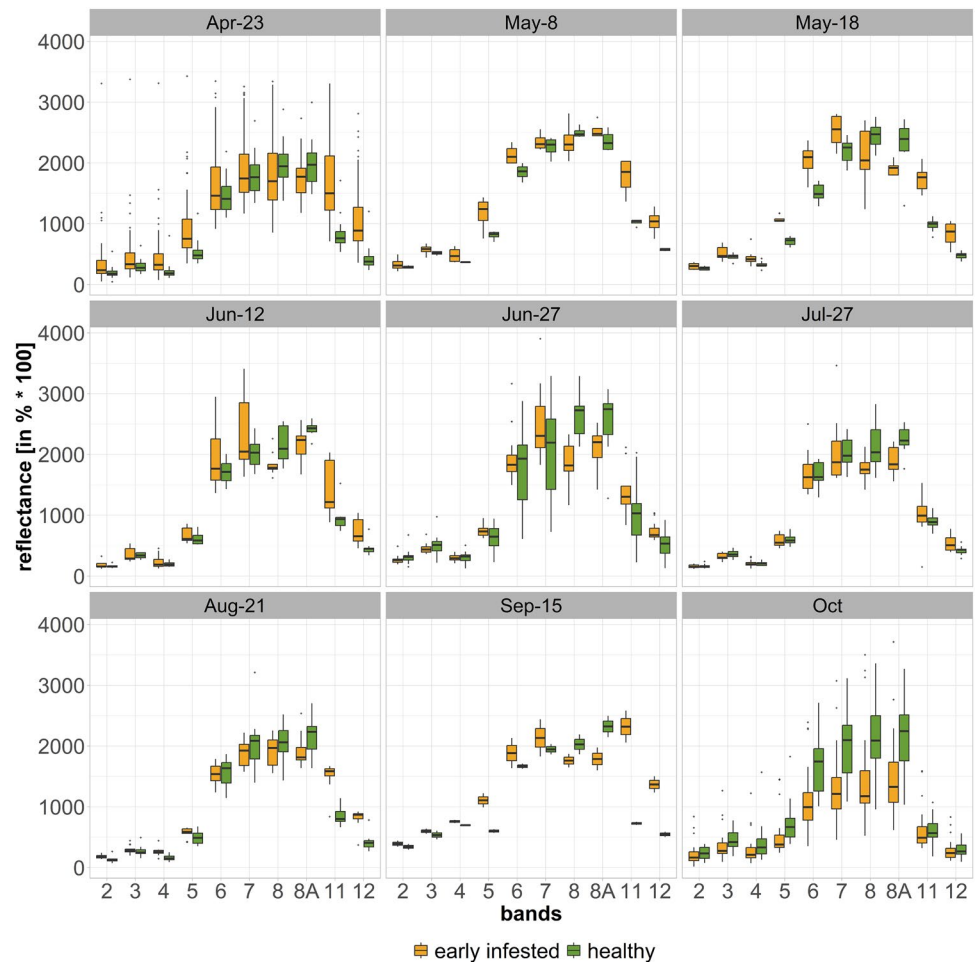 Apr-23 May-8 May-18
4000
3000
2000
1000
0
Jun-12 Jun-27 Jul-27
4000
3000
2000
1000
0
reflectance [in % * 100]
Aug-21 Sep-15 Oct
4000
3000
2000
1000
0
2 3 4 5 6 7 8 8A 11 12 2 3 4 5 6 7 8 8A 11 12 2 3 4 5 6 7 8 8A 11 12
bands
early infested healthy